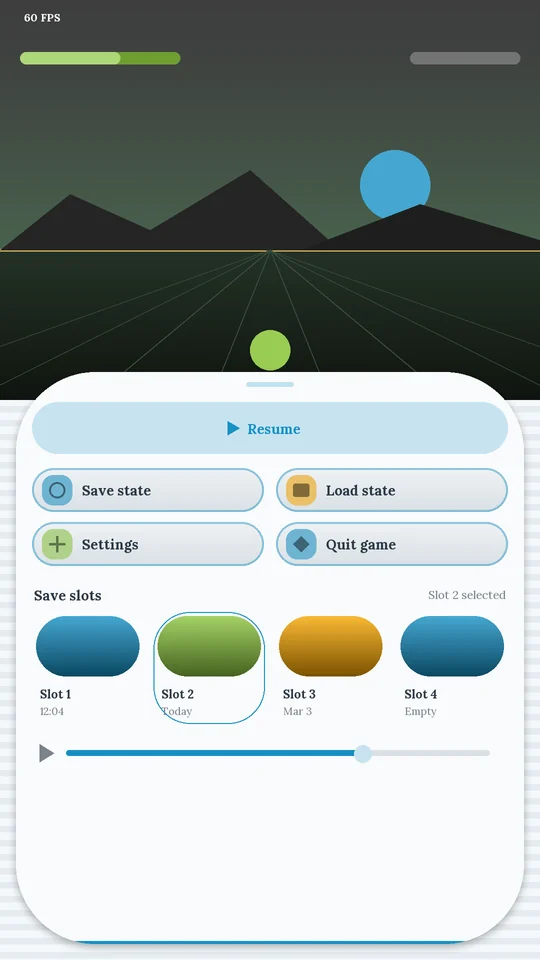 60 FPS
Resume
Save state
Load state
Settings
Quit game
Save slots
Slot 2 selected
Slot 1
12:04
Slot 2
Today
Slot 3
Mar 3
Slot 4
Empty